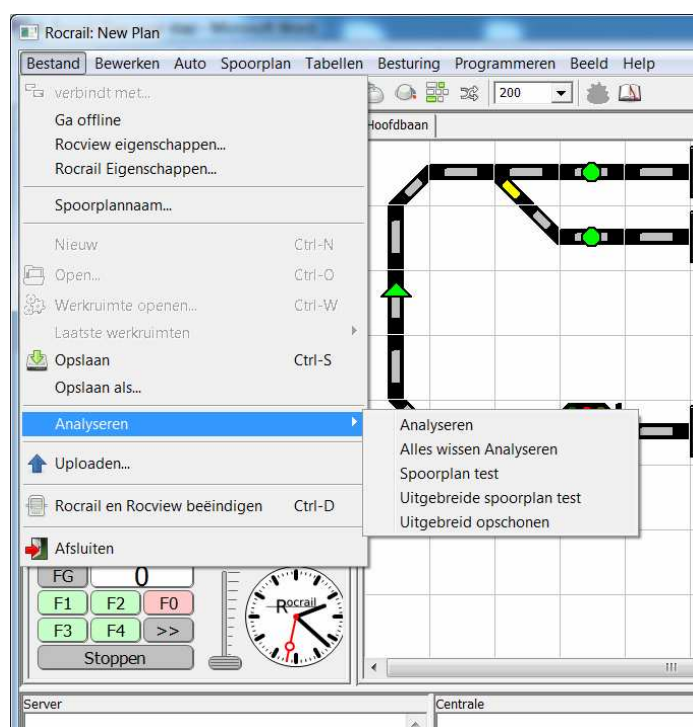 Rocrail: New Plan
Bestand Bewerken Auto Spoorplan Tabellen Besturing Programmeren Beeld Help
verbindt met...
200
Ga offline
Hoofdbaan
Rocview eigenschappen...
Rocrail Eigenschappen...
Spoorplannaam...
Nieuw Ctrl-N
Open... Ctrl-O
Werkruimte openen... Ctrl-W
Laatste werkruimten
Opslaan Ctrl-S
Opslaan als...
Analyseren
Analyseren
Alles wissen Analyseren
Spoorplan test
Uitgebreide spoorplan test
Uitgebreid opschonen
Uploaden...
Rocrail en Rocview beëindigen Ctrl-D
Afsluiten
FG 0
F1 F2 F0
F3 F4 >>
Stoppen
Rocrail
Server
Centrale